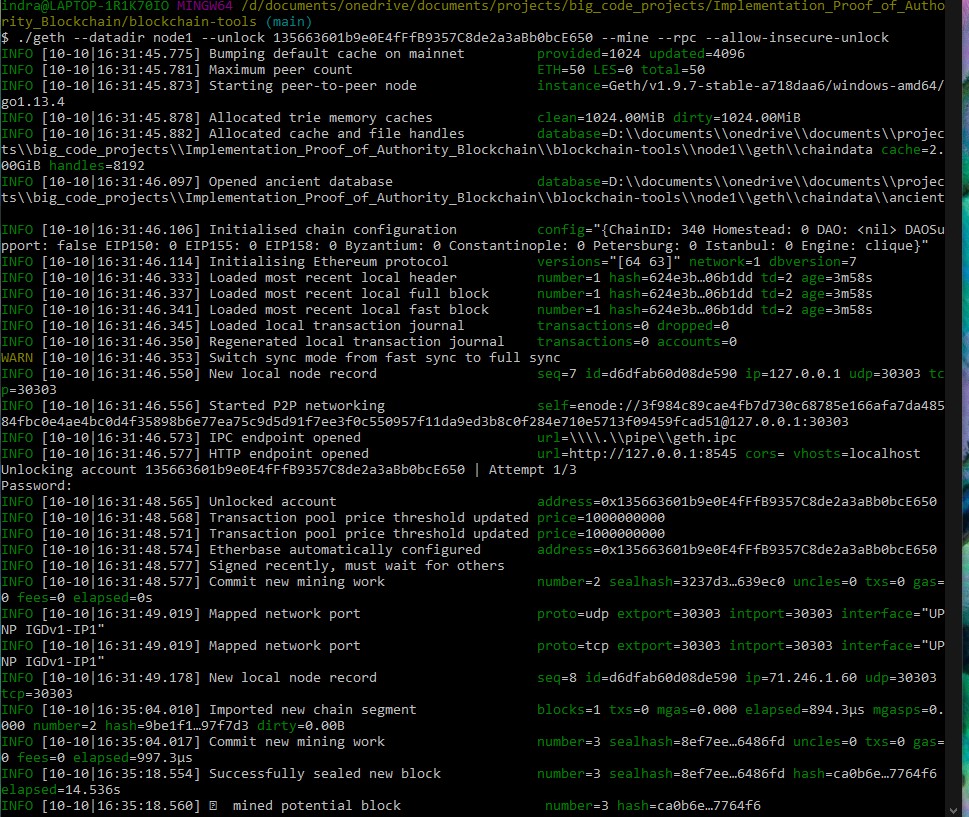 indra@LAPTOP-1R1K70IO MINGW64 /d/documents/onedrive/documents/projects/big_code_projects/Implementation_Proof_of_Autho
rity_Blockchain/blockchain-tools (main)
$ ./geth --datadir node1 --unlock 135663601b9e0E4fFfB9357C8de2a3aBb0bcE650 --mine --rpc --allow-insecure-unlock
INFO [10-10|16:31:45.775] Bumping default cache on mainnet provided=1024 updated=4096
INFO [10-10|16:31:45.781] Maximum peer count ETH=50 LES=0 total=50
INFO [10-10|16:31:45.873] Starting peer-to-peer node instance=Geth/v1.9.7-stable-a718daa6/windows-amd64/
go1.13.4
INFO [10-10|16:31:45.878] Allocated trie memory caches clean=1024.00MiB dirty=1024.00MiB
INFO [10-10|16:31:45.882] Allocated cache and file handles database=D:\\documents\\onedrive\\documents\\projec
ts\\big_code_projects\\Implementation_Proof_of_Authority_Blockchain\\blockchain-tools\\node1\\geth\\chaindata cache=2.
00GiB handles=8192
INFO [10-10|16:31:46.097] Opened ancient database database=D:\\documents\\onedrive\\documents\\projec
ts\\big_code_projects\\Implementation_Proof_of_Authority_Blockchain\\blockchain-tools\\node1\\geth\\chaindata\\ancient
INFO [10-10|16:31:46.106] Initialised chain configuration config="{ChainID: 340 Homestead: 0 DAO: <nil> DAOSu
pport: false EIP150: 0 EIP155: 0 EIP158: 0 Byzantium: 0 Constantinople: 0 Petersburg: 0 Istanbul: 0 Engine: clique}"
INFO [10-10|16:31:46.114] Initialising Ethereum protocol versions="[64 63]" network=1 dbversion=7
INFO [10-10|16:31:46.333] Loaded most recent local header number=1 hash=624e3b…06b1dd td=2 age=3m58s
INFO [10-10|16:31:46.337] Loaded most recent local full block number=1 hash=624e3b…06b1dd td=2 age=3m58s
INFO [10-10|16:31:46.341] Loaded most recent local fast block number=1 hash=624e3b…06b1dd td=2 age=3m58s
INFO [10-10|16:31:46.345] Loaded local transaction journal transactions=0 dropped=0
INFO [10-10|16:31:46.350] Regenerated local transaction journal transactions=0 accounts=0
WARN [10-10|16:31:46.353] Switch sync mode from fast sync to full sync
INFO [10-10|16:31:46.550] New local node record seq=7 id=d6dfab60d08de590 ip=127.0.0.1 udp=30303 tc
p=30303
INFO [10-10|16:31:46.556] Started P2P networking self=enode://3f984c89cae4fb7d730c68785e166afa7da485
84fbc0e4ae4bc0d4f35898b6e77ea75c9d5d91f7ee3f0c550957f11da9ed3b8c0f284e710e5713f09459fcad51@127.0.0.1:30303
INFO [10-10|16:31:46.573] IPC endpoint opened url=\\\\.\\pipe\\geth.ipc
INFO [10-10|16:31:46.577] HTTP endpoint opened url=http://127.0.0.1:8545 cors= vhosts=localhost
Unlocking account 135663601b9e0E4fFfB9357C8de2a3aBb0bcE650 | Attempt 1/3
Password:
INFO [10-10|16:31:48.565] Unlocked account address=0x135663601b9e0E4fFfB9357C8de2a3aBb0bcE650
INFO [10-10|16:31:48.568] Transaction pool price threshold updated price=1000000000
INFO [10-10|16:31:48.571] Transaction pool price threshold updated price=1000000000
INFO [10-10|16:31:48.574] Etherbase automatically configured address=0x135663601b9e0E4fFfB9357C8de2a3aBb0bcE650
INFO [10-10|16:31:48.577] Signed recently, must wait for others
INFO [10-10|16:31:48.577] Commit new mining work number=2 sealhash=3237d3…639ec0 uncles=0 txs=0 gas=
0 fees=0 elapsed=0s
INFO [10-10|16:31:49.019] Mapped network port proto=udp extport=30303 intport=30303 interface="UP
NP IGDv1-IP1"
INFO [10-10|16:31:49.019] Mapped network port proto=tcp extport=30303 intport=30303 interface="UP
NP IGDv1-IP1"
INFO [10-10|16:31:49.178] New local node record seq=8 id=d6dfab60d08de590 ip=71.246.1.60 udp=30303
tcp=30303
INFO [10-10|16:35:04.010] Imported new chain segment blocks=1 txs=0 mgas=0.000 elapsed=894.3µs mgasps=0.
000 number=2 hash=9be1f1…97f7d3 dirty=0.00B
INFO [10-10|16:35:04.017] Commit new mining work number=3 sealhash=8ef7ee…6486fd uncles=0 txs=0 gas=
0 fees=0 elapsed=997.3µs
INFO [10-10|16:35:18.554] Successfully sealed new block number=3 sealhash=8ef7ee…6486fd hash=ca0b6e…7764f6
elapsed=14.536s
INFO [10-10|16:35:18.560] mined potential block number=3 hash=ca0b6e…7764f6